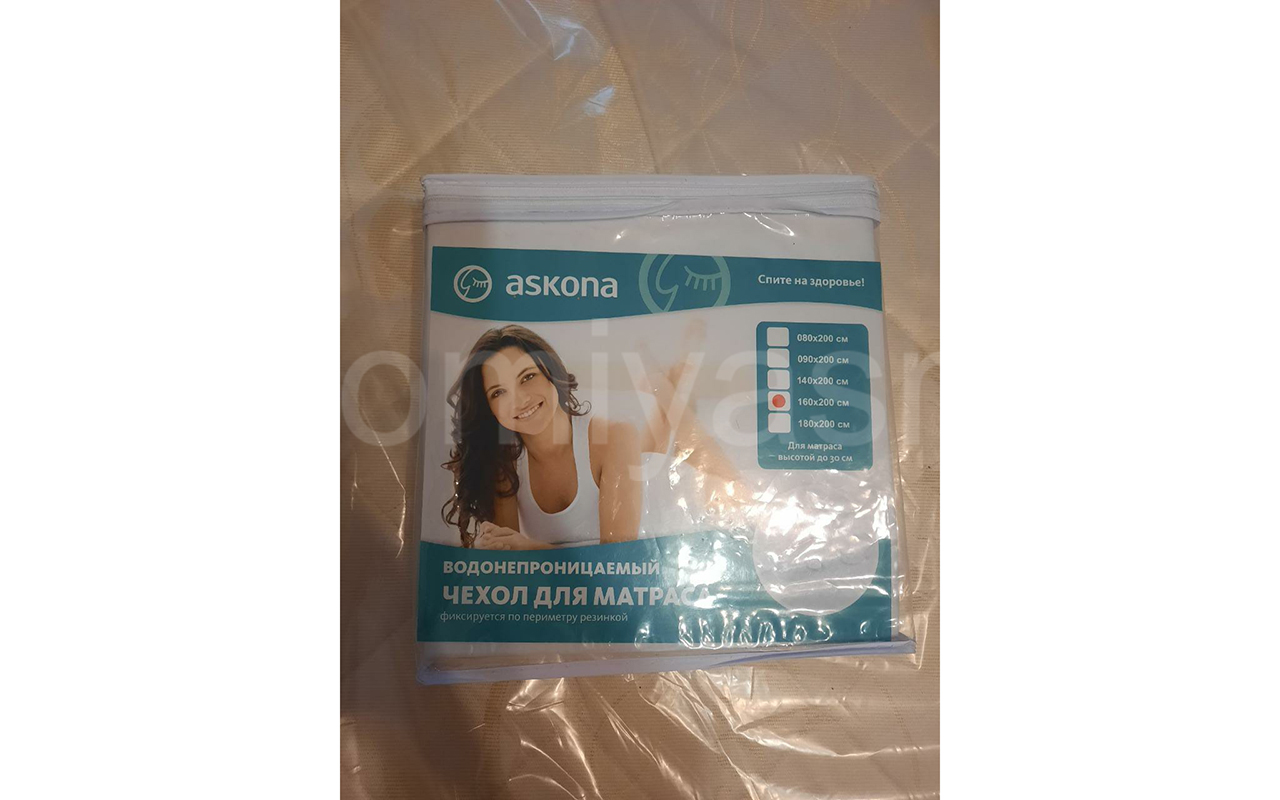 askona
Спите на здоровье!
080x200 см
090x200 см
140x200 см
160x200 см
180x200 см
Для матраса
высотой до 30 см
omiyasn
ВОДОНЕПРОНИЦАЕМЫЙ
ЧЕХОЛ ДЛЯ МАТРАСА
фиксируется по периметру резинкой